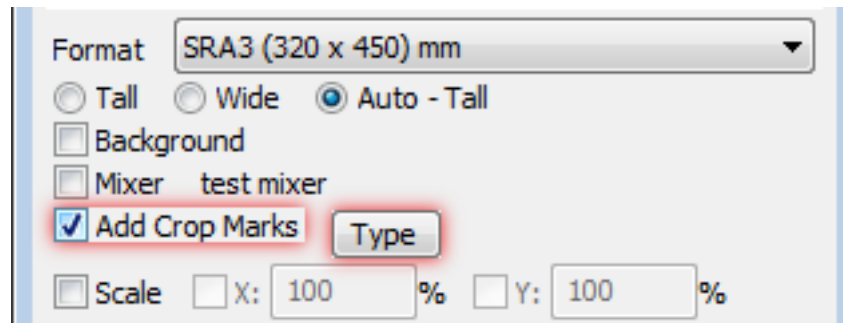 Format SRA3 (320 x 450) mm
Tall Wide Auto - Tall
Background
Mixer test mixer
Add Crop Marks Type
Scale X: 100 % Y: 100 %